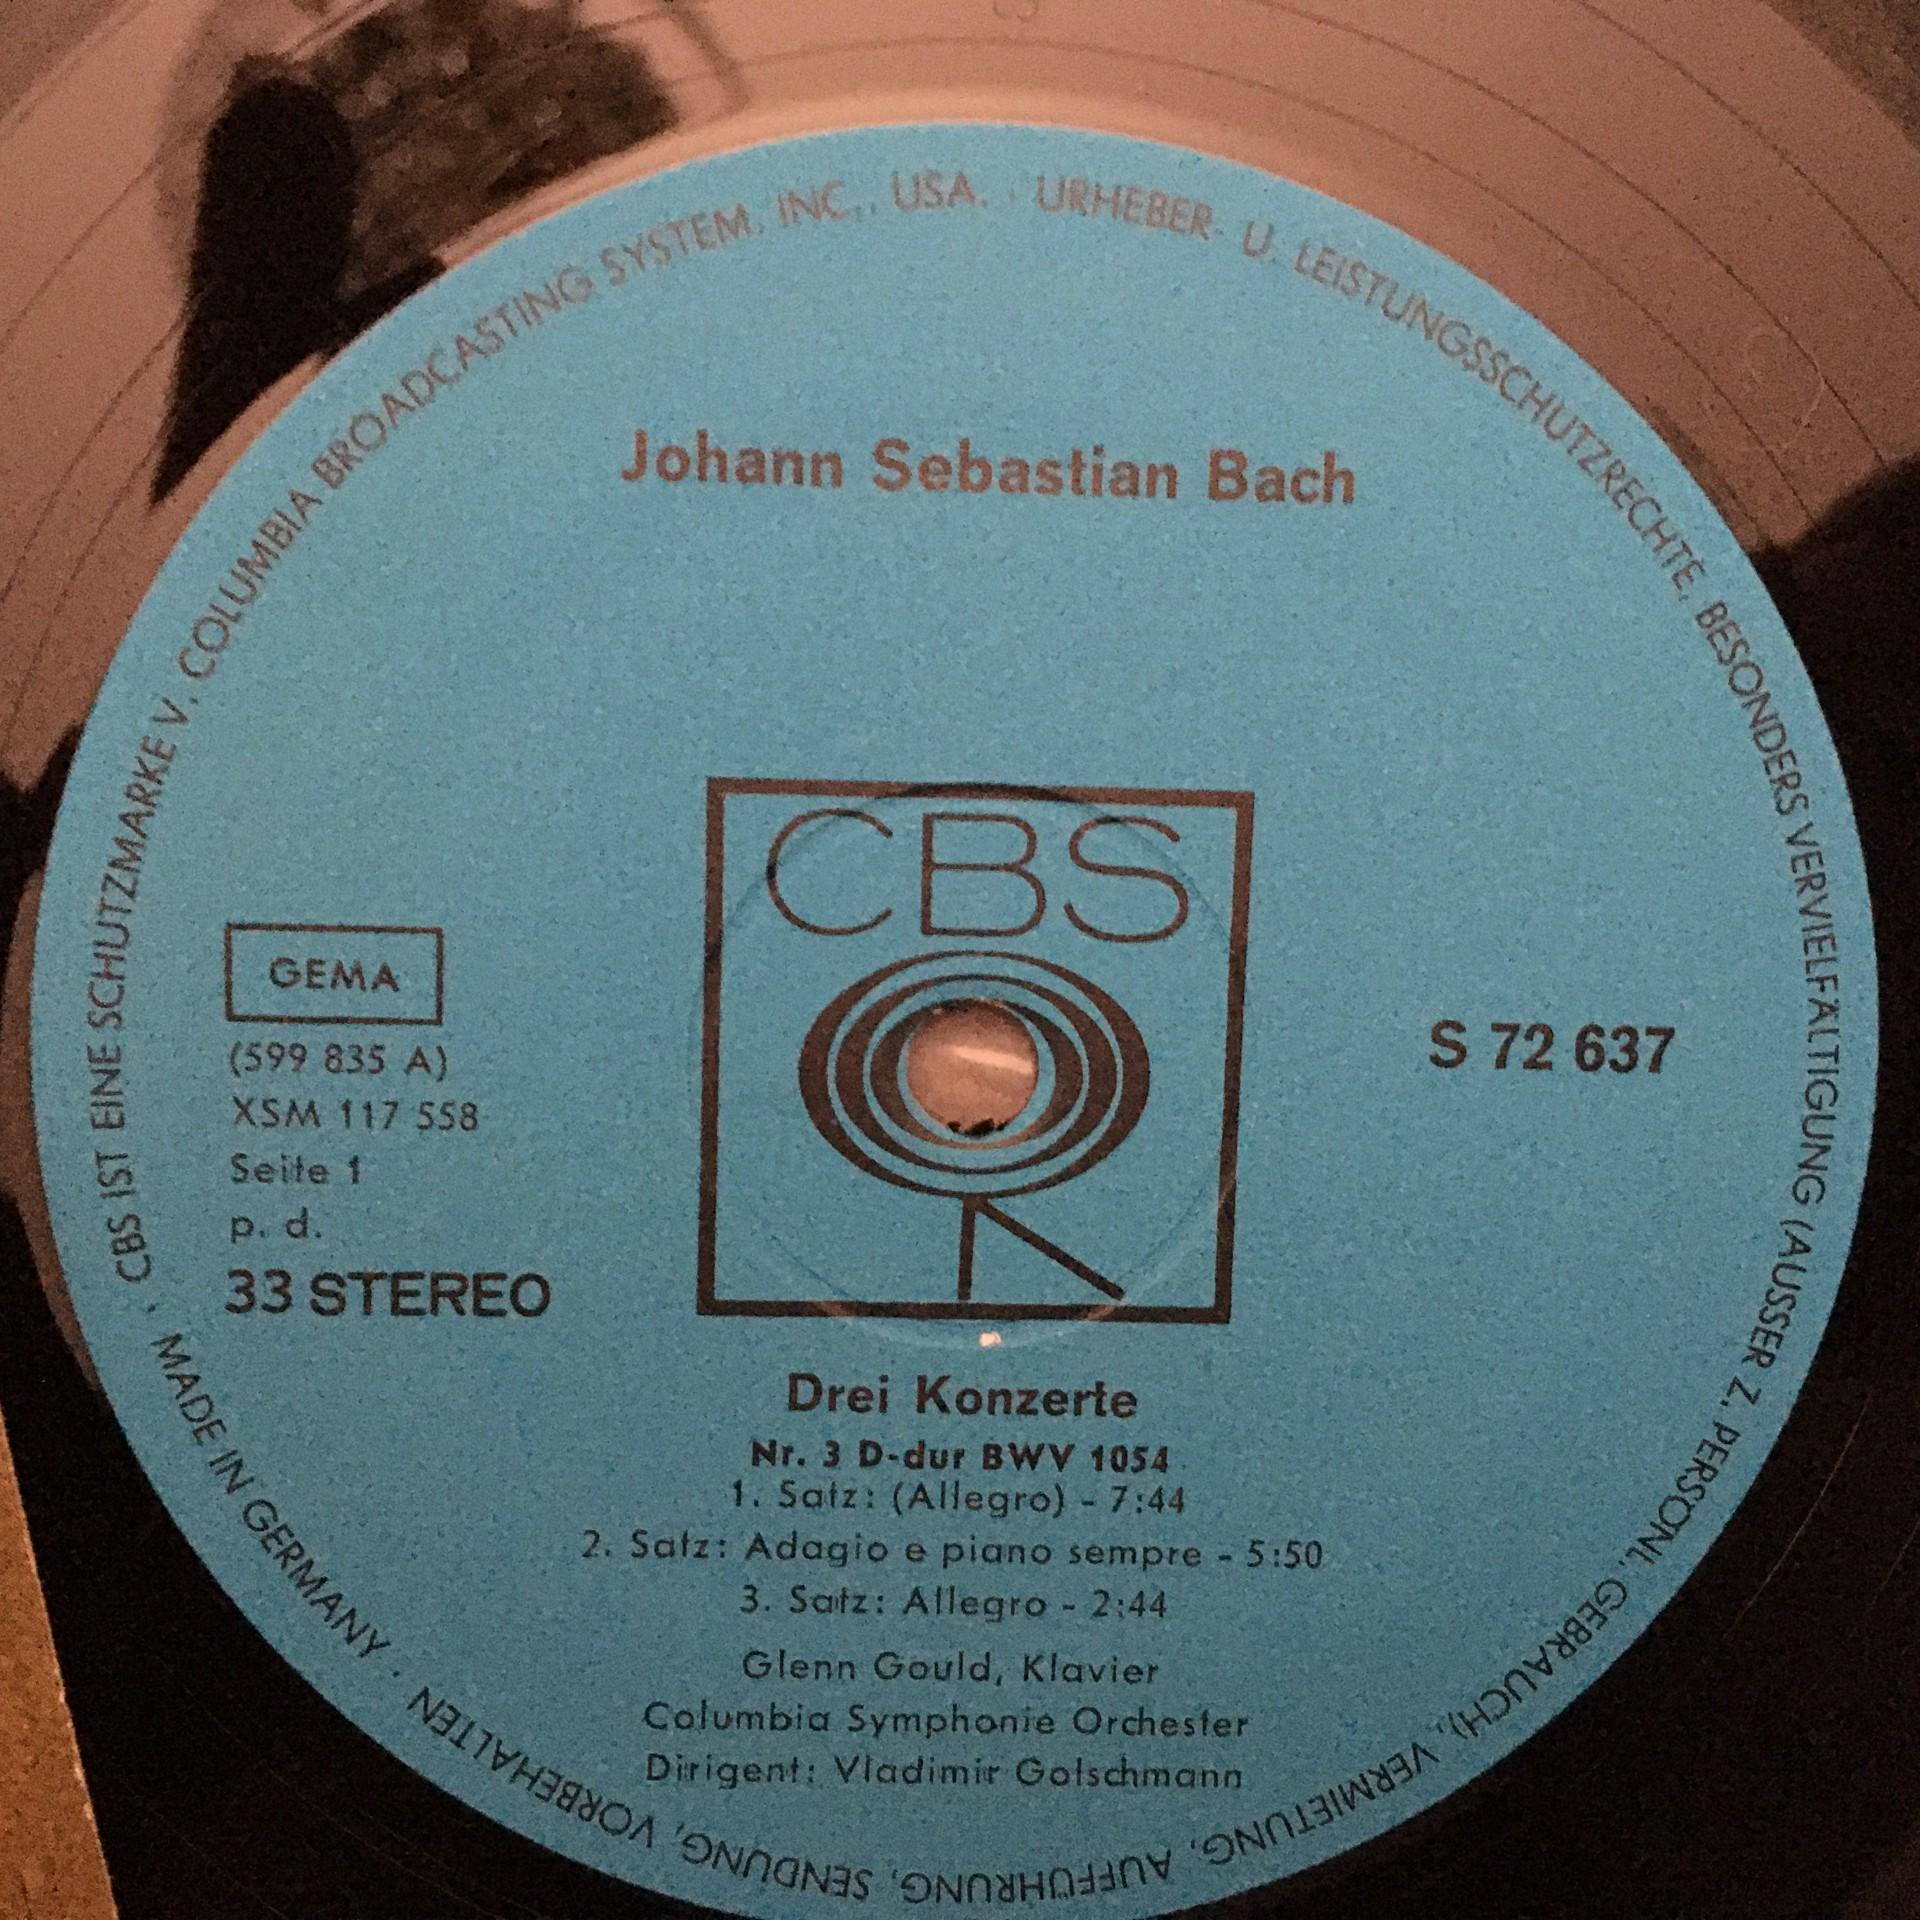 CBS IST EINE SCHUTZMARKE V. COLUMBIA BROADCASTING SYSTEM, INC., USA. · URHEBER- U. LEISTUNGSSCHUTZRECHTE, BESONDERS VERVIELFÄLTIGUNG (AUSSER Z. PERSÖNL. GEBRAUCH), VERMIETUNG, AUFFÜHRUNG, SENDUNG, VORBEHALTEN · MADE IN GERMANY ·
Johann Sebastian Bach
CBS
GEMA
(599 835 A)
XSM 117 558
Seite 1
p. d.
33 STEREO
S 72 637
Drei Konzerte
Nr. 3 D-dur BWV 1054
1. Satz: (Allegro) - 7:44
2. Satz: Adagio e piano sempre - 5:50
3. Satz: Allegro - 2:44
Glenn Gould, Klavier
Columbia Symphonie Orchester
Dirigent: Vladimir Golschmann